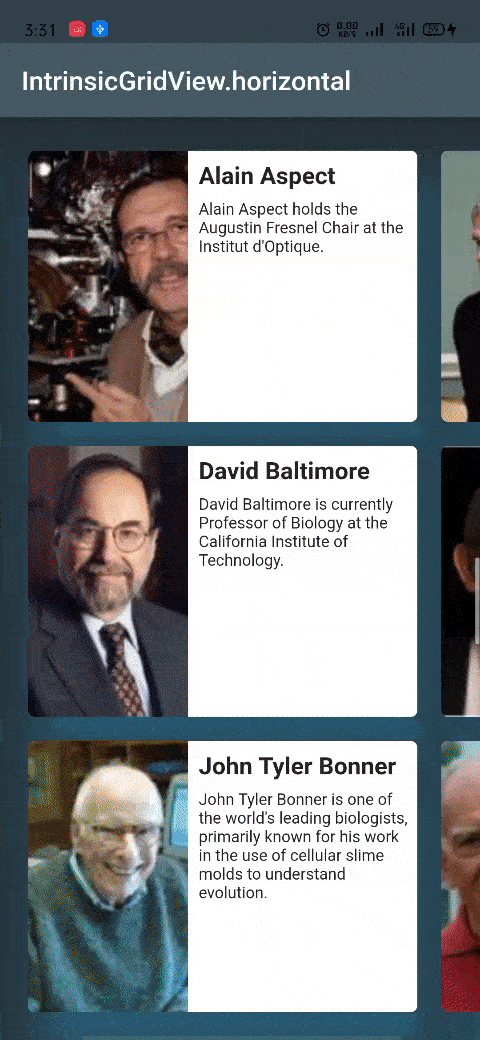 3:31
0.00
KB/S
4G
59
IntrinsicGridView.horizontal
Alain Aspect
Alain Aspect holds the
Augustin Fresnel Chair at the
Institut d'Optique.
David Baltimore
David Baltimore is currently
Professor of Biology at the
California Institute of
Technology.
John Tyler Bonner
John Tyler Bonner is one of
the world's leading biologists,
primarily known for his work
in the use of cellular slime
molds to understand
evolution.